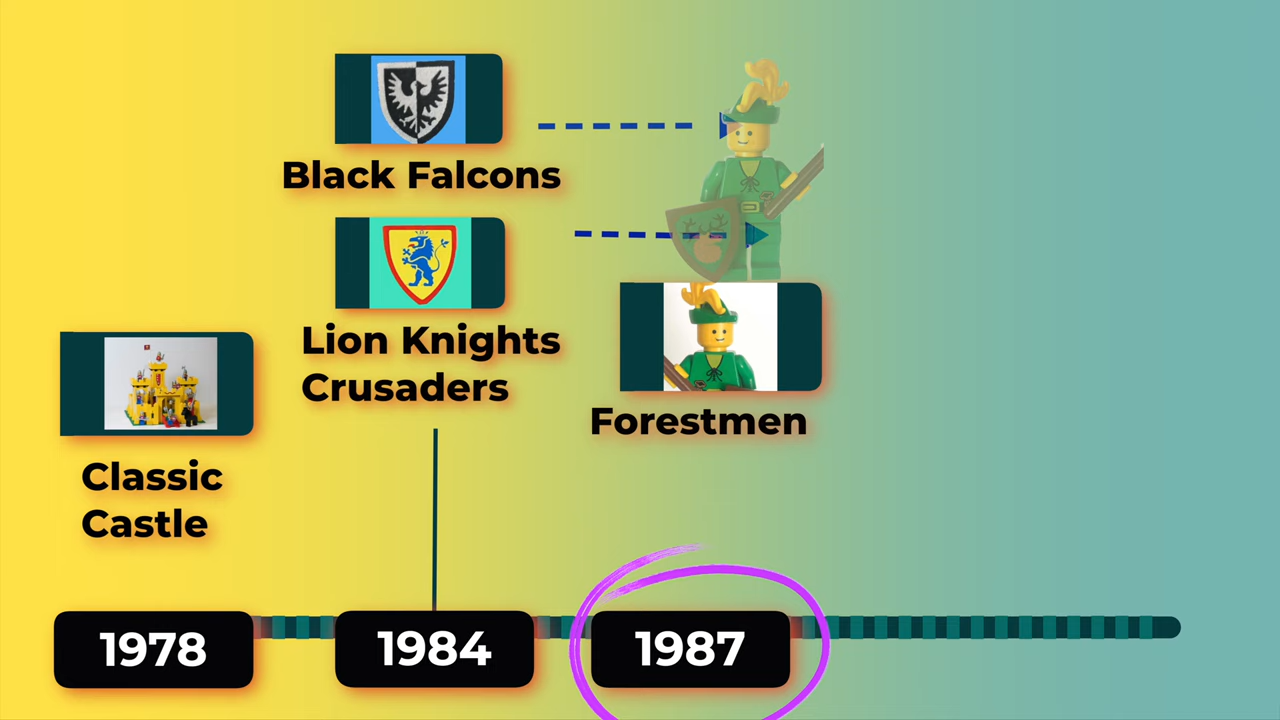 Black Falcons
Lion Knights
Crusaders
Forestmen
Classic
Castle
1978
1984
1987